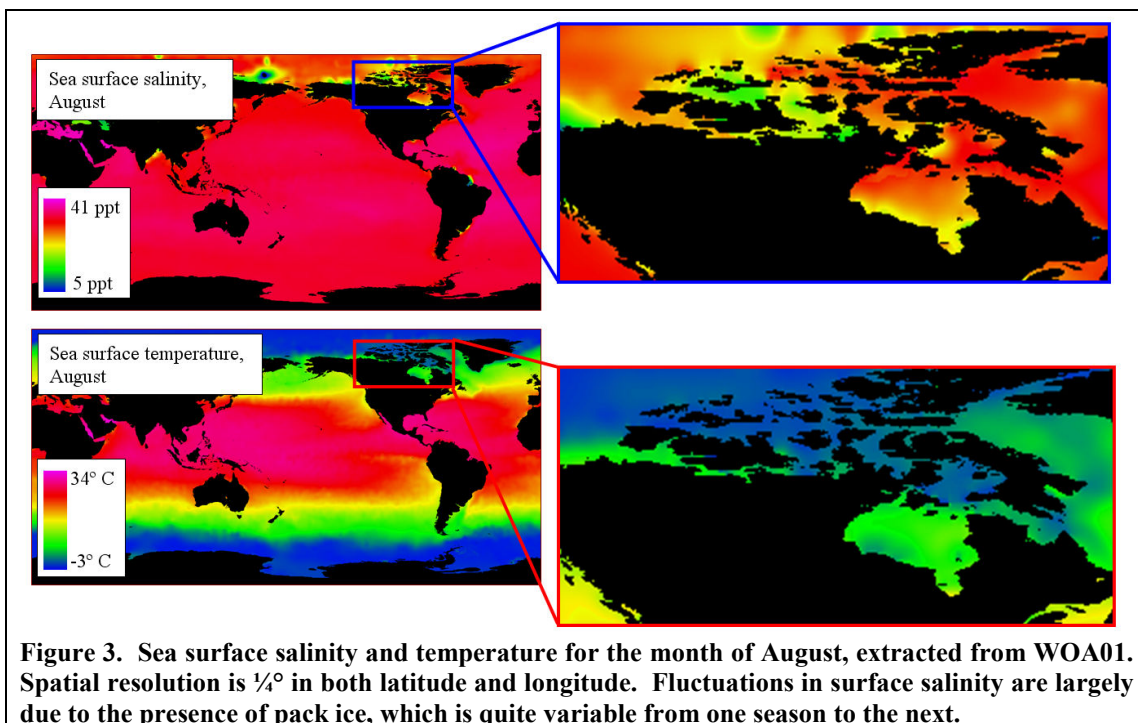 Sea surface salinity,
August
41 ppt
5 ppt
Sea surface temperature,
August
34° C
-3° C
Figure 3. Sea surface salinity and temperature for the month of August, extracted from WOA01.
Spatial resolution is ¼° in both latitude and longitude. Fluctuations in surface salinity are largely
due to the presence of pack ice, which is quite variable from one season to the next.